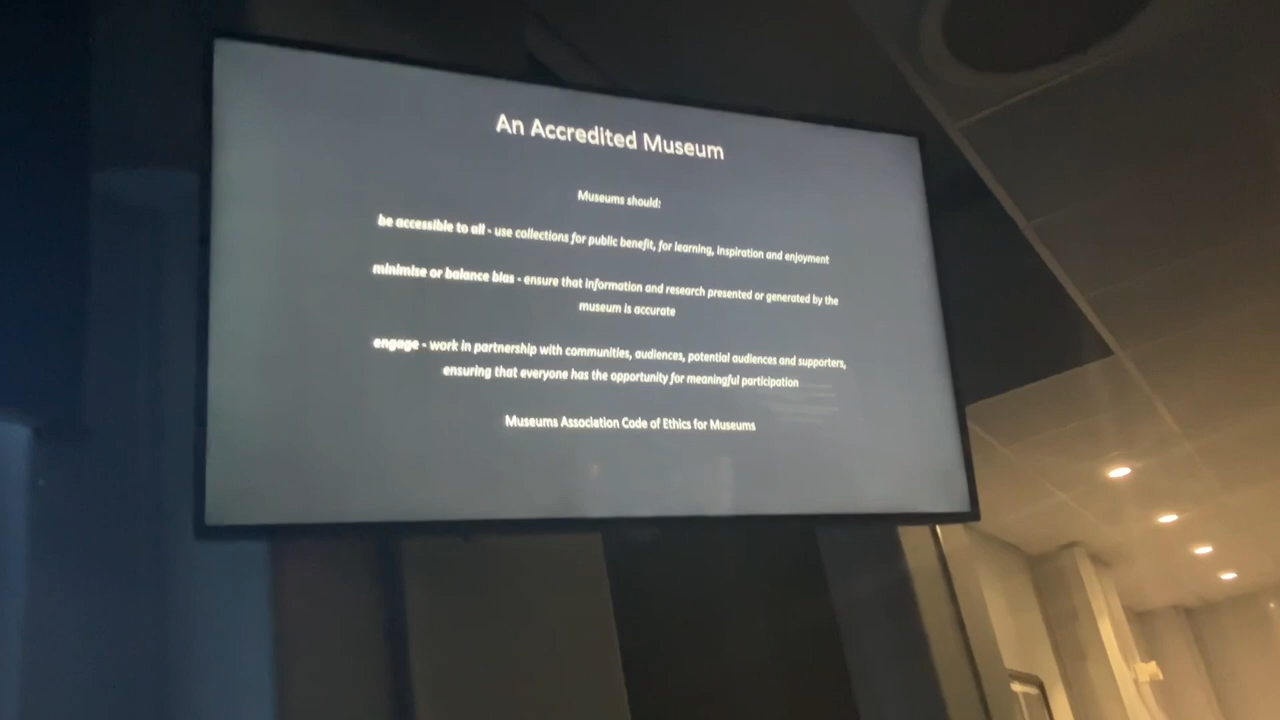 An Accredited Museum
Museums should:
be accessible to all - use collections for public benefit, for learning, inspiration and enjoyment
minimise or balance bias - ensure that information and research presented or generated by the
museum is accurate
engage - work in partnership with communities, audiences, potential audiences and supporters,
ensuring that everyone has the opportunity for meaningful participation
Museums Association Code of Ethics for Museums